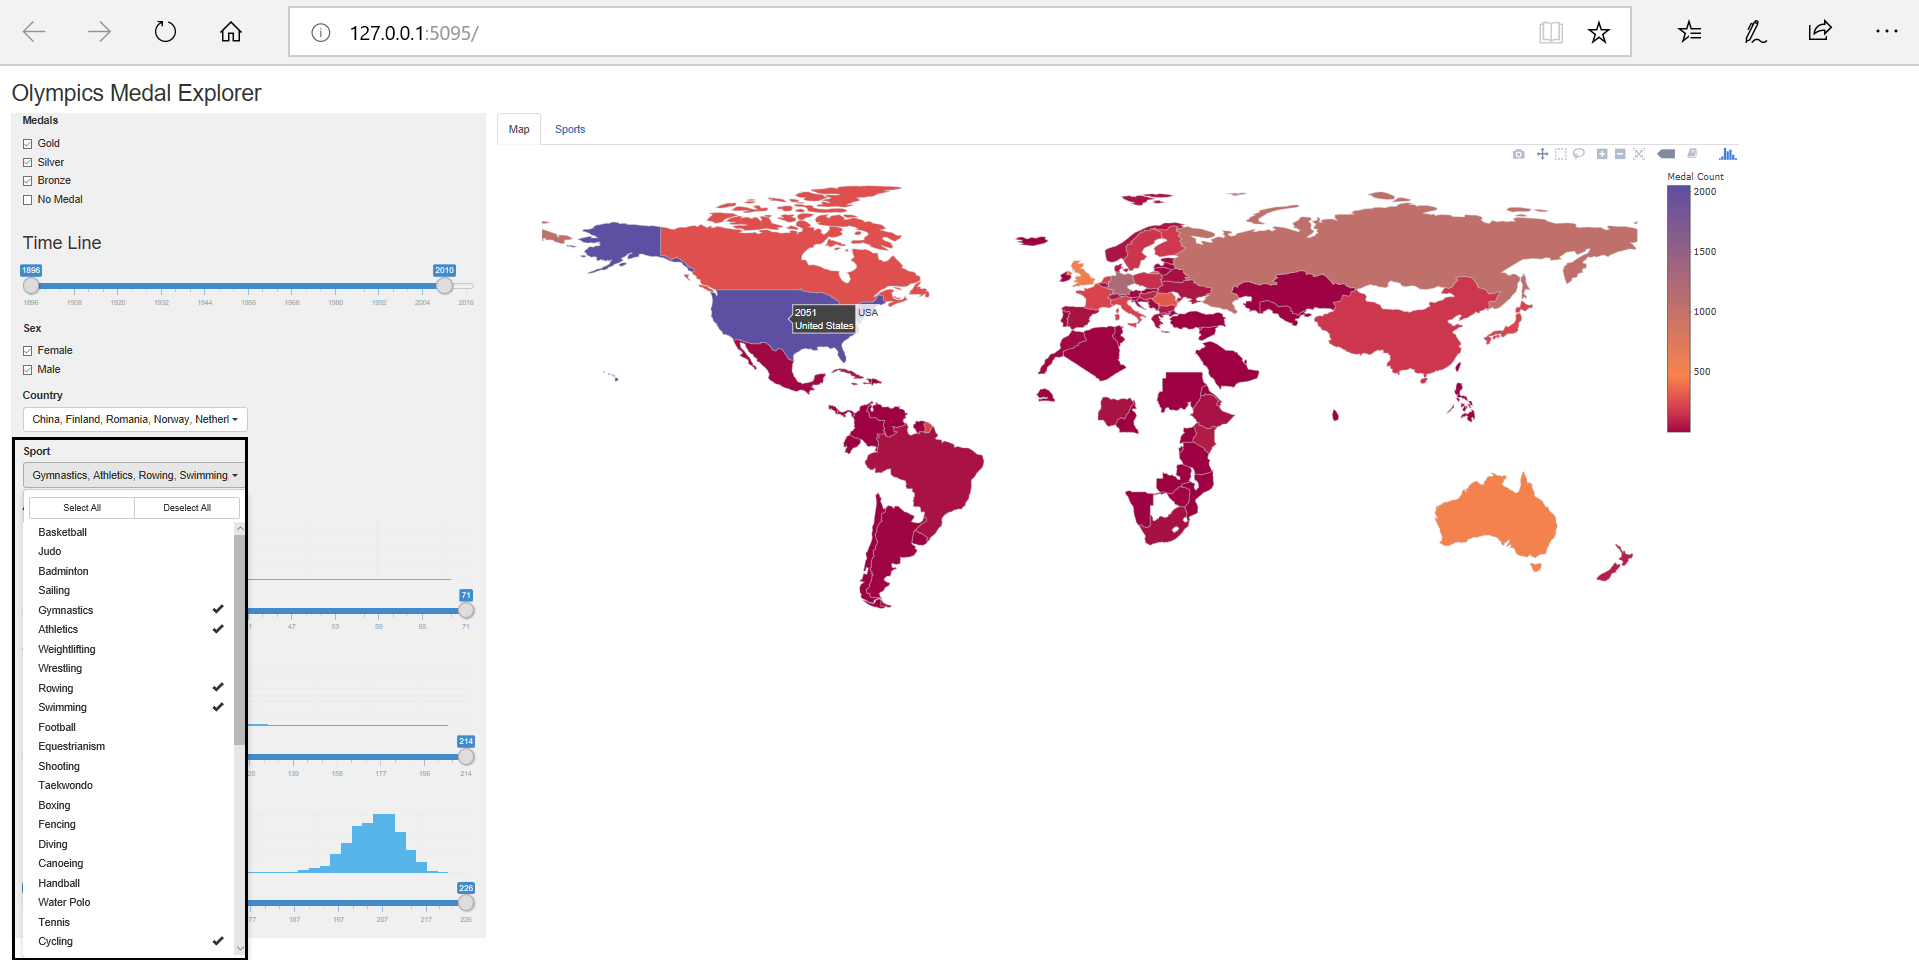 127.0.0.1:5095/
Olympics Medal Explorer
Medals
Gold
Silver
Bronze
No Medal
Time Line
1896 2010
1896 1908 1920 1932 1944 1956 1968 1980 1992 2004 2016
Sex
Female
Male
Country
China, Finland, Romania, Norway, Netherl
Sport
Gymnastics, Athletics, Rowing, Swimming,
Select All Deselect All
Basketball
Judo
Badminton
Sailing
Gymnastics
Athletics
Weightlifting
Wrestling
Rowing
Swimming
Football
Equestrianism
Shooting
Taekwondo
Boxing
Fencing
Diving
Canoeing
Handball
Water Polo
Tennis
Cycling
71
47 53 59 65 71
214
139 158 177 196 214
226
187 197 207 217 226
Map Sports
2051 USA
United States
Medal Count
2000
1500
1000
500